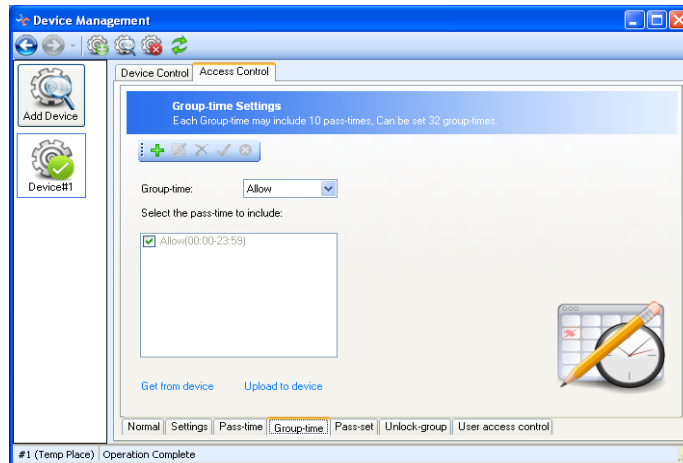 Device Management
Add Device
Device#1
Device Control Access Control
Group-time Settings
Each Group-time may include 10 pass-times, Can be set 32 group-times.
Group-time: Allow
Select the pass-time to include:
Allow(00:00-23:59)
Get from device Upload to device
Normal Settings Pass-time Group-time Pass-set Unlock-group User access control
#1 (Temp Place) Operation Complete